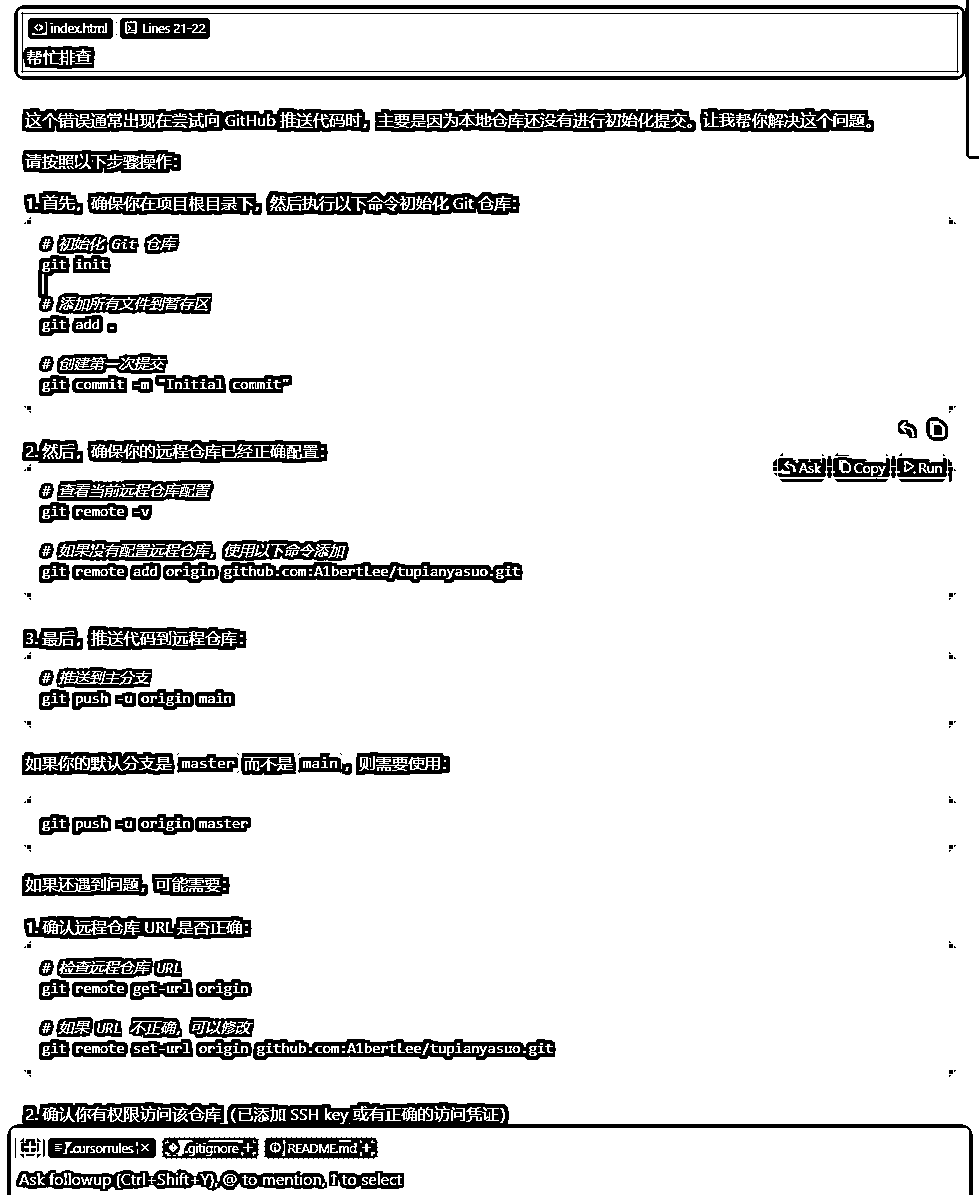 index.html Lines 21-22
帮忙排查
这个错误通常出现在尝试向 GitHub 推送代码时，主要是因为本地仓库还没有进行初始化提交。让我帮你解决这个问题。
请按照以下步骤操作：
1. 首先，确保你在项目根目录下，然后执行以下命令初始化 Git 仓库：
# 初始化 Git 仓库
git init
# 添加所有文件到暂存区
git add .
# 创建第一次提交
git commit -m "Initial commit"
2. 然后，确保你的远程仓库已经正确配置：
Ask Copy Run
# 查看当前远程仓库配置
git remote -v
# 如果没有配置远程仓库，使用以下命令添加
git remote add origin github.com:A1bertLee/tupianyasuo.git
3. 最后，推送代码到远程仓库：
# 推送到主分支
git push -u origin main
如果你的默认分支是 master 而不是 main，则需要使用：
git push -u origin master
如果还遇到问题，可能需要：
1. 确认远程仓库 URL 是否正确：
# 检查远程仓库 URL
git remote get-url origin
# 如果 URL 不正确，可以修改
git remote set-url origin github.com:A1bertLee/tupianyasuo.git
2. 确认你有权限访问该仓库（已添加 SSH key 或有正确的访问凭证）
.cursorrules × .gitignore + README.md +
Ask followup (Ctrl+Shift+Y), @ to mention, ↑ to select